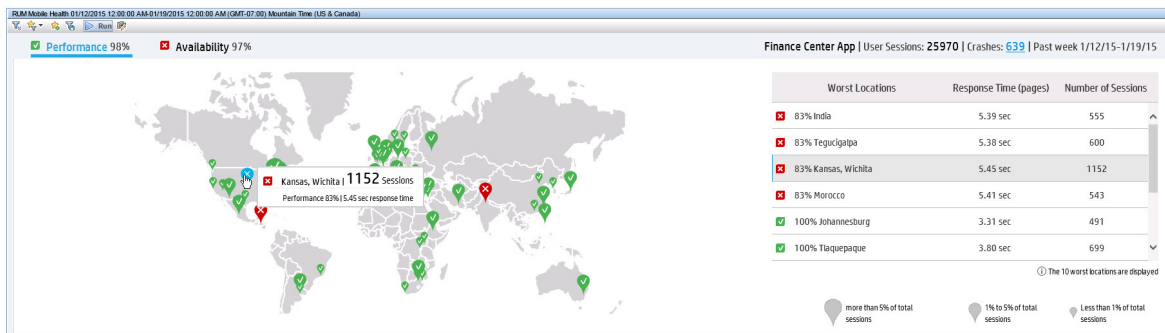 RUM Mobile Health 01/12/2015 12:00:00 AM-01/19/2015 12:00:00 AM (GMT-07:00) Mountain Time (US & Canada)
Run
Performance 98% Availability 97% Finance Center App | User Sessions: 25970 | Crashes: 639 | Past week 1/12/15-1/19/15
Kansas, Wichita | 1152 Sessions
Performance 83% | 5.45 sec response time
Worst Locations Response Time (pages) Number of Sessions
83% India 5.39 sec 555
83% Tegucigalpa 5.38 sec 600
83% Kansas, Wichita 5.45 sec 1152
83% Morocco 5.41 sec 543
100% Johannesburg 3.31 sec 491
100% Tlaquepaque 3.80 sec 699
The 10 worst locations are displayed
more than 5% of total
sessions
1% to 5% of total
sessions
Less than 1% of total
sessions